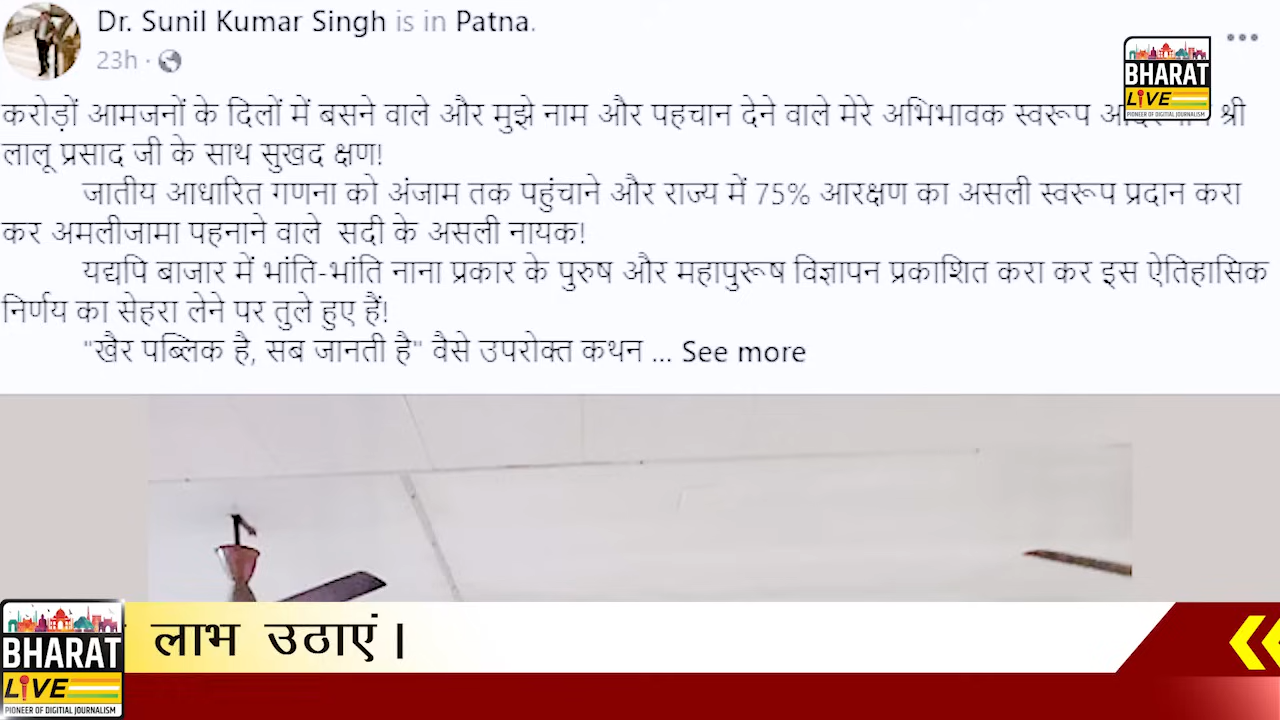 Dr. Sunil Kumar Singh is in Patna.
23h ·
करोड़ों आमजनों के दिलों में बसने वाले और मुझे नाम और पहचान देने वाले मेरे अभिभावक स्वरूप श्री
लालू प्रसाद जी के साथ सुखद क्षण!
जातीय आधारित गणना को अंजाम तक पहुंचाने और राज्य में 75% आरक्षण का असली स्वरूप प्रदान करा
कर अमलीजामा पहनाने वाले सदी के असली नायक!
यद्यपि बाजार में भांति-भांति नाना प्रकार के पुरुष और महापुरूष विज्ञापन प्रकाशित करा कर इस ऐतिहासिक
निर्णय का सेहरा लेने पर तुले हुए हैं!
"खैर पब्लिक है, सब जानती है" वैसे उपरोक्त कथन ... See more
BHARAT
LIVE
PIONEER OF DIGITIAL JOURNALISM
लाभ उठाएं।
BHARAT
LIVE
PIONEER OF DIGITIAL JOURNALISM